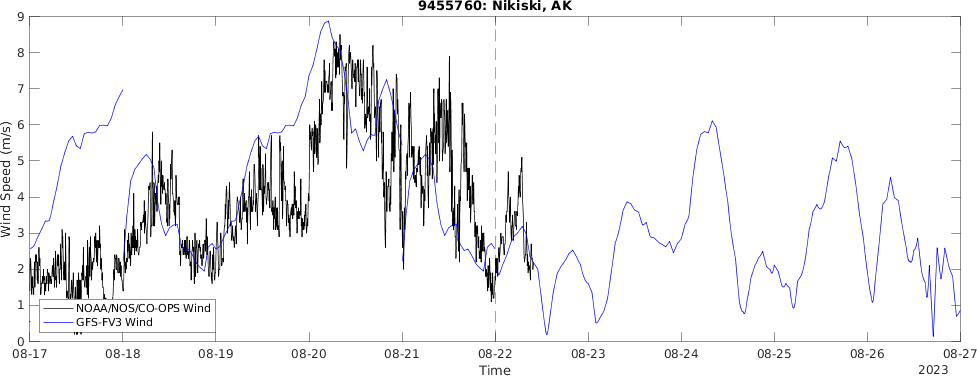 9455760: Nikiski, AK
Wind Speed (m/s)
9
8
7
6
5
4
3
2
1
0
NOAA/NOS/CO-OPS Wind
GFS-FV3 Wind
08-17 08-18 08-19 08-20 08-21 08-22 08-23 08-24 08-25 08-26 08-27
Time
2023